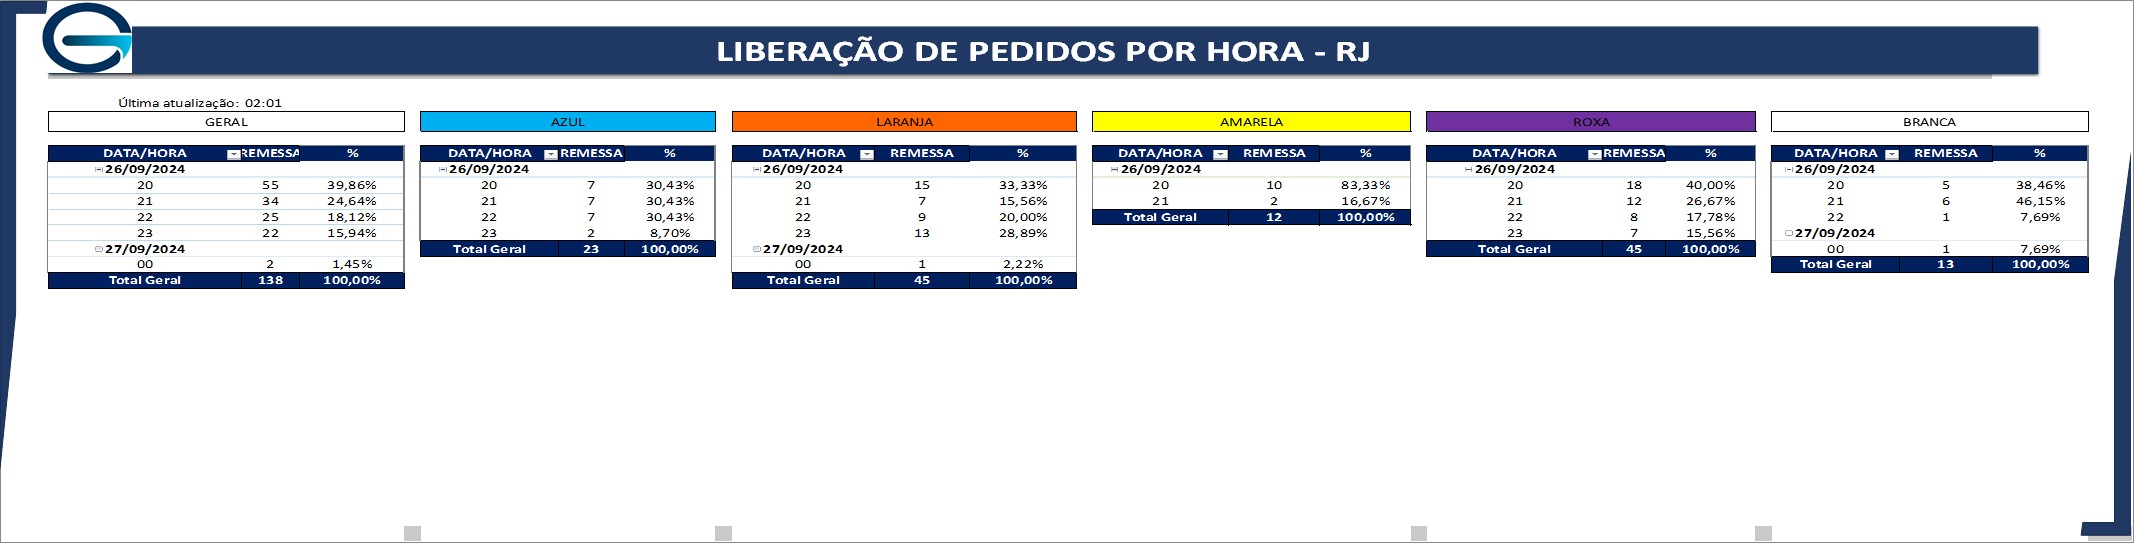 LIBERAÇÃO DE PEDIDOS POR HORA - RJ
Última atualização: 02:01
GERAL
DATA/HORA REMESSA %
26/09/2024
20 55 39,86%
21 34 24,64%
22 25 18,12%
23 22 15,94%
27/09/2024
00 2 1,45%
Total Geral 138 100,00%
AZUL
DATA/HORA REMESSA %
26/09/2024
20 7 30,43%
21 7 30,43%
22 7 30,43%
23 2 8,70%
Total Geral 23 100,00%
LARANJA
DATA/HORA REMESSA %
26/09/2024
20 15 33,33%
21 7 15,56%
22 9 20,00%
23 13 28,89%
27/09/2024
00 1 2,22%
Total Geral 45 100,00%
AMARELA
DATA/HORA REMESSA %
26/09/2024
20 10 83,33%
21 2 16,67%
Total Geral 12 100,00%
ROXA
DATA/HORA REMESSA %
26/09/2024
20 18 40,00%
21 12 26,67%
22 8 17,78%
23 7 15,56%
Total Geral 45 100,00%
BRANCA
DATA/HORA REMESSA %
26/09/2024
20 5 38,46%
21 6 46,15%
22 1 7,69%
27/09/2024
00 1 7,69%
Total Geral 13 100,00%